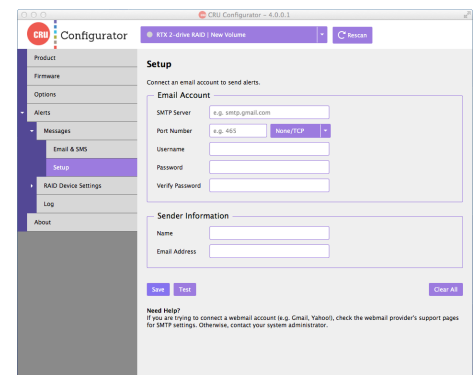 CRU Configurator – 4.0.0.1
CRU Configurator
RTX 2-drive RAID | New Volume
Rescan
Product
Firmware
Options
Alerts
Messages
Email & SMS
Setup
RAID Device Settings
Log
About
Setup
Connect an email account to send alerts.
Email Account
SMTP Server e.g. smtp.gmail.com
Port Number e.g. 465 None/TCP
Username
Password
Verify Password
Sender Information
Name
Email Address
Save Test Clear All
Need Help?
If you are trying to connect a webmail account (e.g. Gmail, Yahoo!), check the webmail provider's support pages
for SMTP settings. Otherwise, contact your system administrator.